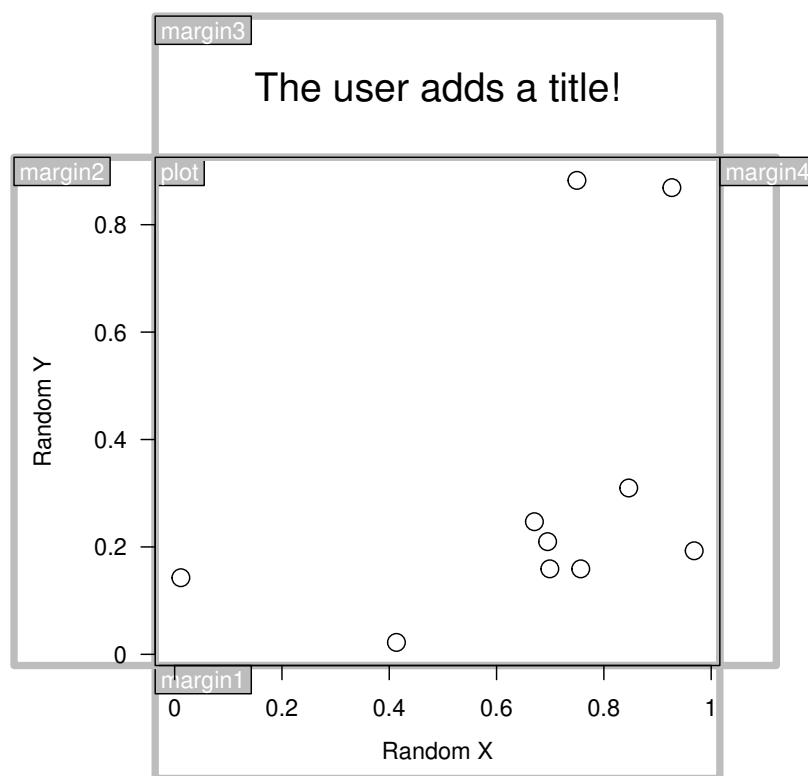 margin3
The user adds a title!
margin2
plot
margin4
0.8
0.6
Random Y
0.4
0.2
0
margin1
0
0.2
0.4
0.6
0.8
1
Random X